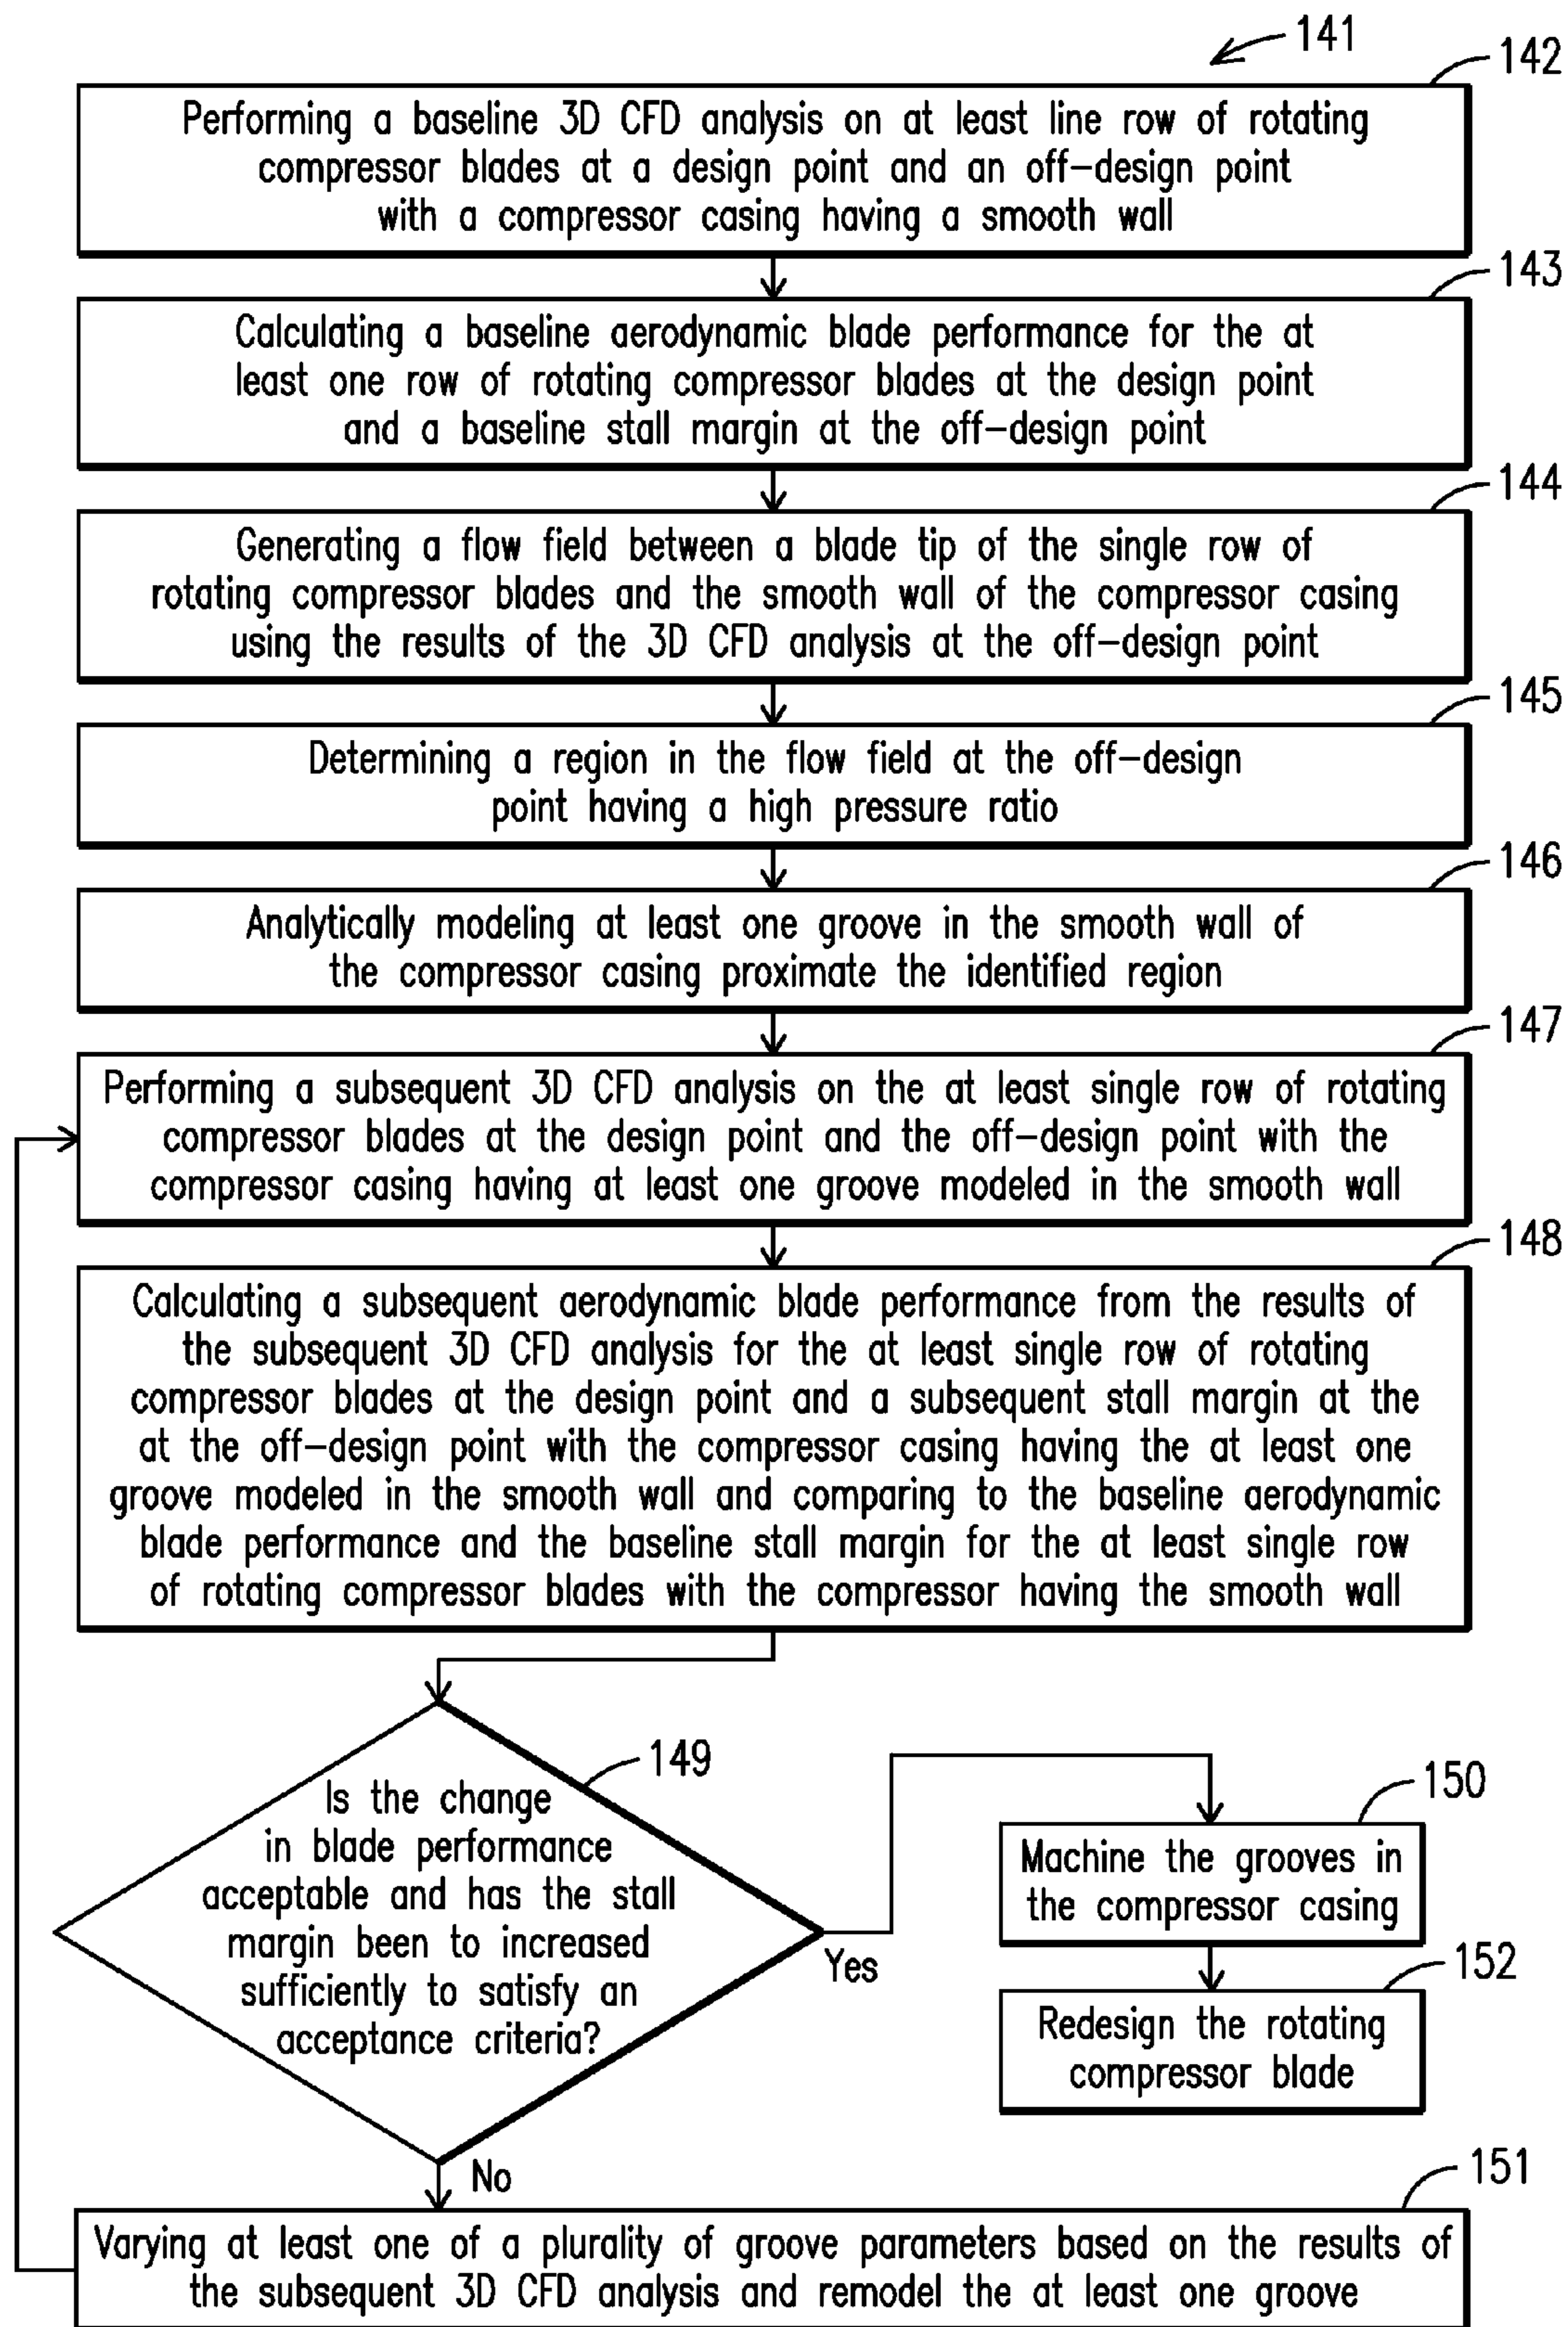 141
142
Performing a baseline 3D CFD analysis on at least line row of rotating
compressor blades at a design point and an off-design point
with a compressor casing having a smooth wall
143
Calculating a baseline aerodynamic blade performance for the at
least one row of rotating compressor blades at the design point
and a baseline stall margin at the off-design point
144
Generating a flow field between a blade tip of the single row of
rotating compressor blades and the smooth wall of the compressor casing
using the results of the 3D CFD analysis at the off-design point
145
Determining a region in the flow field at the off-design
point having a high pressure ratio
146
Analytically modeling at least one groove in the smooth wall of
the compressor casing proximate the identified region
147
Performing a subsequent 3D CFD analysis on the at least single row of rotating
compressor blades at the design point and the off-design point with the
compressor casing having at least one groove modeled in the smooth wall
148
Calculating a subsequent aerodynamic blade performance from the results of
the subsequent 3D CFD analysis for the at least single row of rotating
compressor blades at the design point and a subsequent stall margin at the
at the off-design point with the compressor casing having the at least one
groove modeled in the smooth wall and comparing to the baseline aerodynamic
blade performance and the baseline stall margin for the at least single row
of rotating compressor blades with the compressor having the smooth wall
149
Is the change
in blade performance
acceptable and has the stall
margin been to increased
sufficiently to satisfy an
acceptance criteria?
Yes
150
Machine the grooves in
the compressor casing
152
Redesign the rotating
compressor blade
No
151
Varying at least one of a plurality of groove parameters based on the results of
the subsequent 3D CFD analysis and remodel the at least one groove